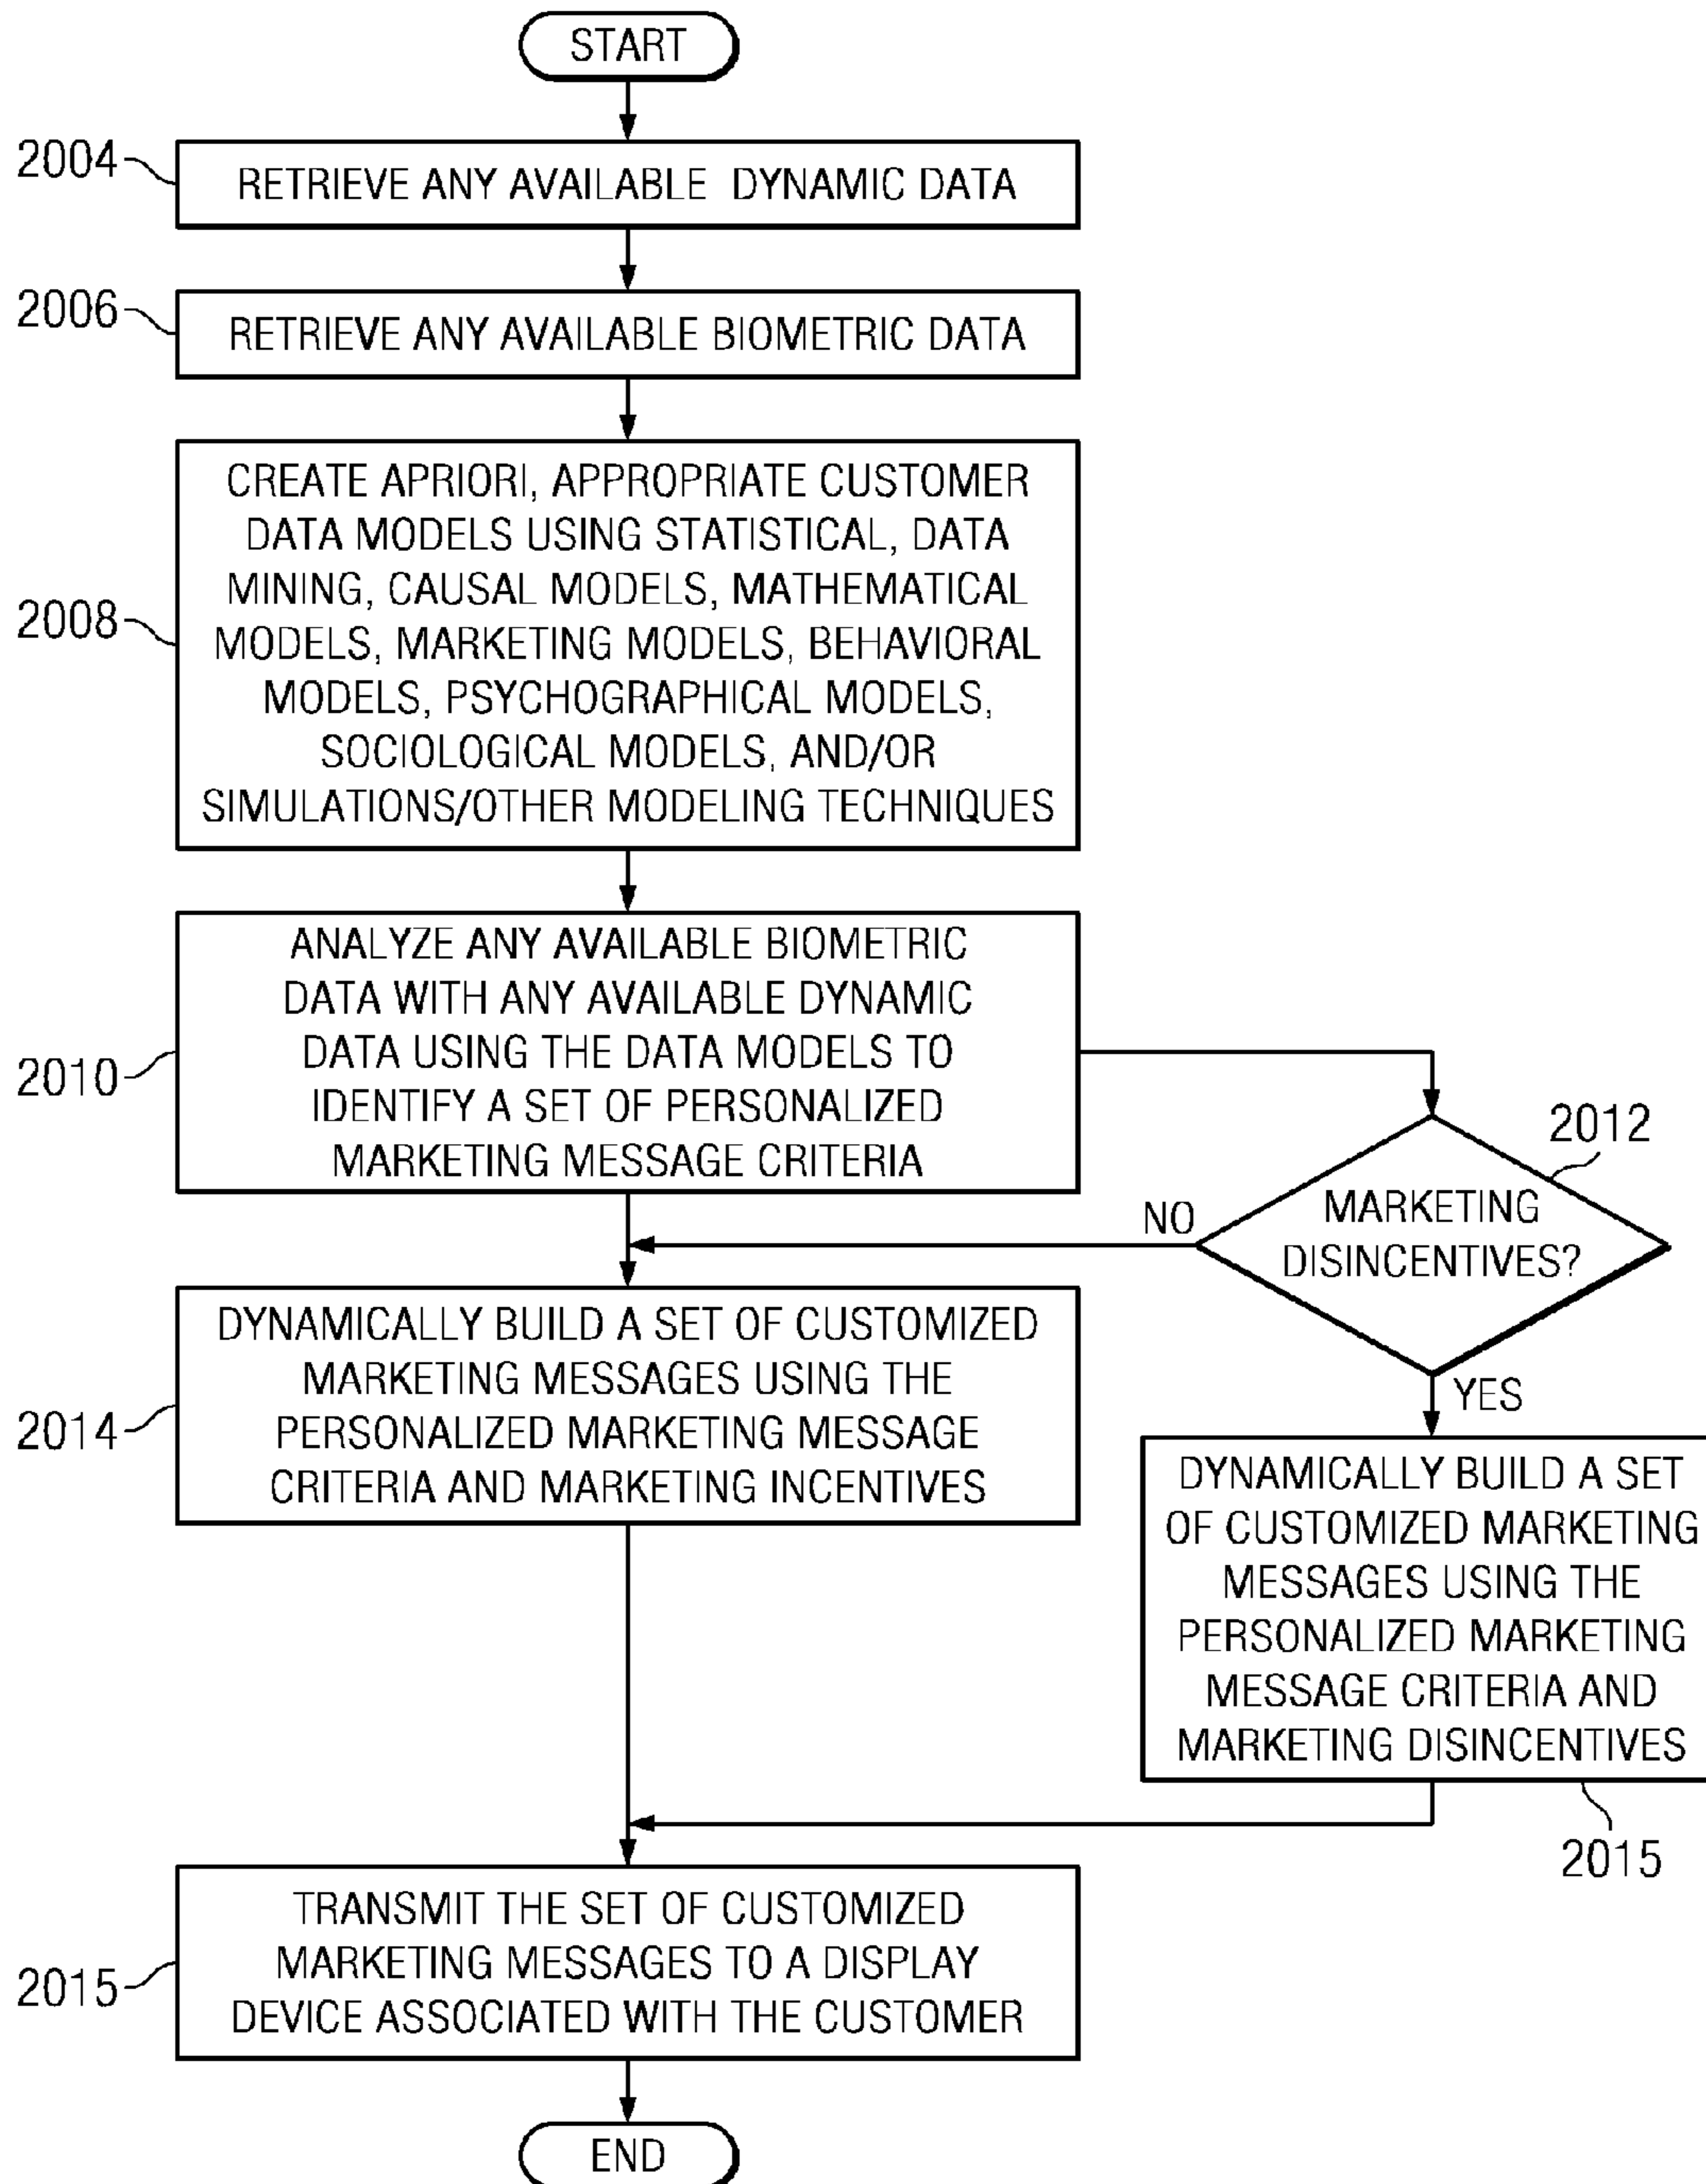 START
2004
RETRIEVE ANY AVAILABLE DYNAMIC DATA
2006
RETRIEVE ANY AVAILABLE BIOMETRIC DATA
2008
CREATE APRIORI, APPROPRIATE CUSTOMER
DATA MODELS USING STATISTICAL, DATA
MINING, CAUSAL MODELS, MATHEMATICAL
MODELS, MARKETING MODELS, BEHAVIORAL
MODELS, PSYCHOGRAPHICAL MODELS,
SOCIOLOGICAL MODELS, AND/OR
SIMULATIONS/OTHER MODELING TECHNIQUES
2010
ANALYZE ANY AVAILABLE BIOMETRIC
DATA WITH ANY AVAILABLE DYNAMIC
DATA USING THE DATA MODELS TO
IDENTIFY A SET OF PERSONALIZED
MARKETING MESSAGE CRITERIA
2012
MARKETING
DISINCENTIVES?
NO
YES
2014
DYNAMICALLY BUILD A SET OF CUSTOMIZED
MARKETING MESSAGES USING THE
PERSONALIZED MARKETING MESSAGE
CRITERIA AND MARKETING INCENTIVES
DYNAMICALLY BUILD A SET
OF CUSTOMIZED MARKETING
MESSAGES USING THE
PERSONALIZED MARKETING
MESSAGE CRITERIA AND
MARKETING DISINCENTIVES
2015
2015
TRANSMIT THE SET OF CUSTOMIZED
MARKETING MESSAGES TO A DISPLAY
DEVICE ASSOCIATED WITH THE CUSTOMER
END